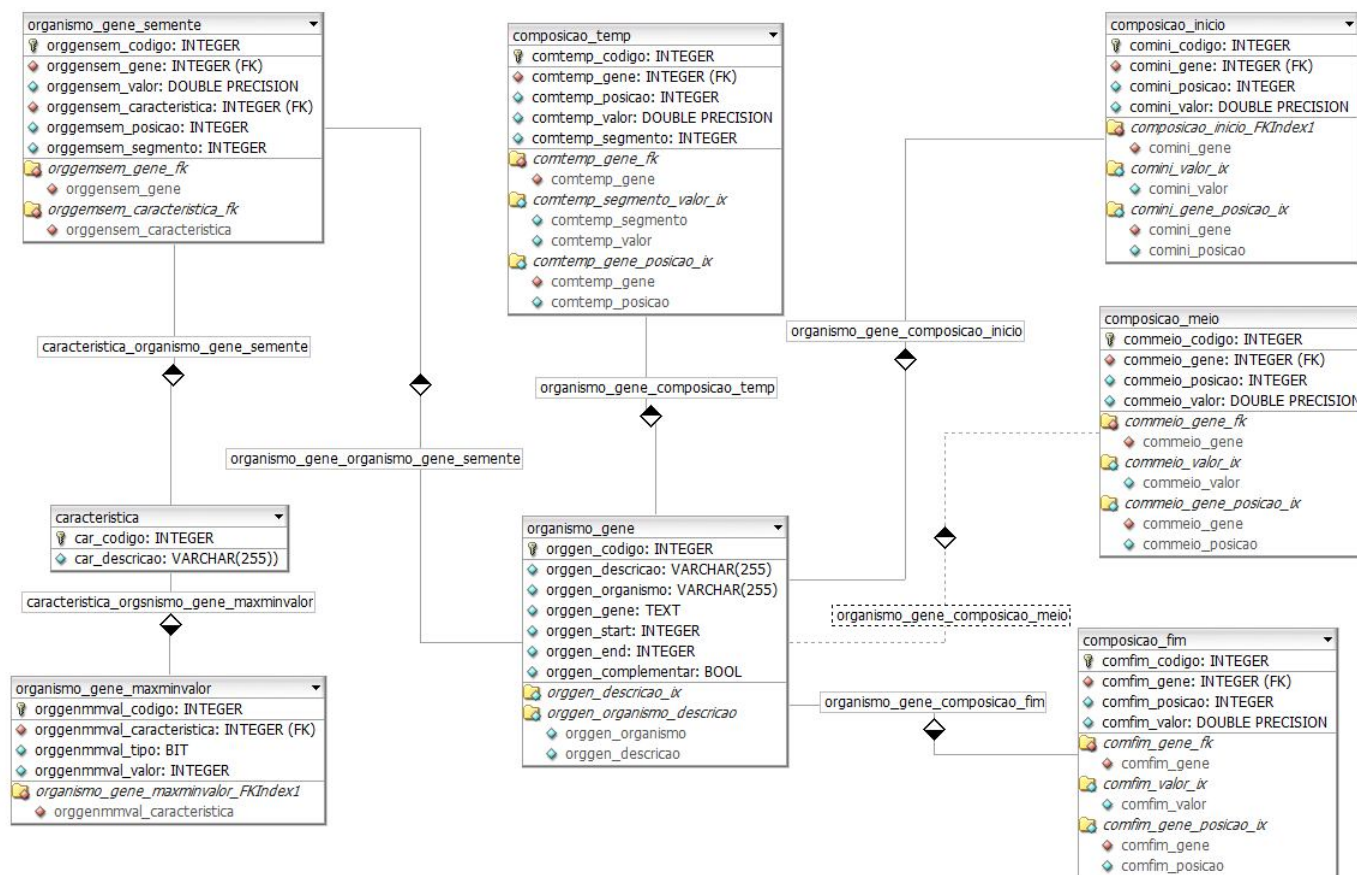 organismo_gene_semente
orggensem_codigo: INTEGER
orggensem_gene: INTEGER (FK)
orggensem_valor: DOUBLE PRECISION
orggensem_caracteristica: INTEGER (FK)
orggemsem_posicao: INTEGER
orggemsem_segmento: INTEGER
orggemsem_gene_fk
orggensem_gene
orggemsem_caracteristica_fk
orggensem_caracteristica
composicao_temp
comtemp_codigo: INTEGER
comtemp_gene: INTEGER (FK)
comtemp_posicao: INTEGER
comtemp_valor: DOUBLE PRECISION
comtemp_segmento: INTEGER
comtemp_gene_fk
comtemp_gene
comtemp_segmento_valor_ix
comtemp_segmento
comtemp_valor
comtemp_gene_posicao_ix
comtemp_gene
comtemp_posicao
composicao_inicio
comini_codigo: INTEGER
comini_gene: INTEGER (FK)
comini_posicao: INTEGER
comini_valor: DOUBLE PRECISION
composicao_inicio_FKIndex1
comini_gene
comini_valor_ix
comini_valor
comini_gene_posicao_ix
comini_gene
comini_posicao
caracteristica_organismo_gene_semente
organismo_gene_composicao_temp
organismo_gene_composicao_inicio
organismo_gene_organismo_gene_semente
composicao_meio
commeio_codigo: INTEGER
commeio_gene: INTEGER (FK)
commeio_posicao: INTEGER
commeio_valor: DOUBLE PRECISION
commeio_gene_fk
commeio_gene
commeio_valor_ix
commeio_valor
commeio_gene_posicao_ix
commeio_gene
commeio_posicao
caracteristica
car_codigo: INTEGER
car_descricao: VARCHAR(255))
caracteristica_orgsnismo_gene_maxminvalor
organismo_gene
orggen_codigo: INTEGER
orggen_descricao: VARCHAR(255)
orggen_organismo: VARCHAR(255)
orggen_gene: TEXT
orggen_start: INTEGER
orggen_end: INTEGER
orggen_complementar: BOOL
orggen_descricao_ix
orggen_organismo_descricao
orggen_organismo
orggen_descricao
organismo_gene_composicao_meio
organismo_gene_composicao_fim
organismo_gene_maxminvalor
orggenmmval_codigo: INTEGER
orggenmmval_caracteristica: INTEGER (FK)
orggenmmval_tipo: BIT
orggenmmval_valor: INTEGER
organismo_gene_maxminvalor_FKIndex1
orggenmmval_caracteristica
composicao_fim
comfim_codigo: INTEGER
comfim_gene: INTEGER (FK)
comfim_posicao: INTEGER
comfim_valor: DOUBLE PRECISION
comfim_gene_fk
comfim_gene
comfim_valor_ix
comfim_valor
comfim_gene_posicao_ix
comfim_gene
comfim_posicao